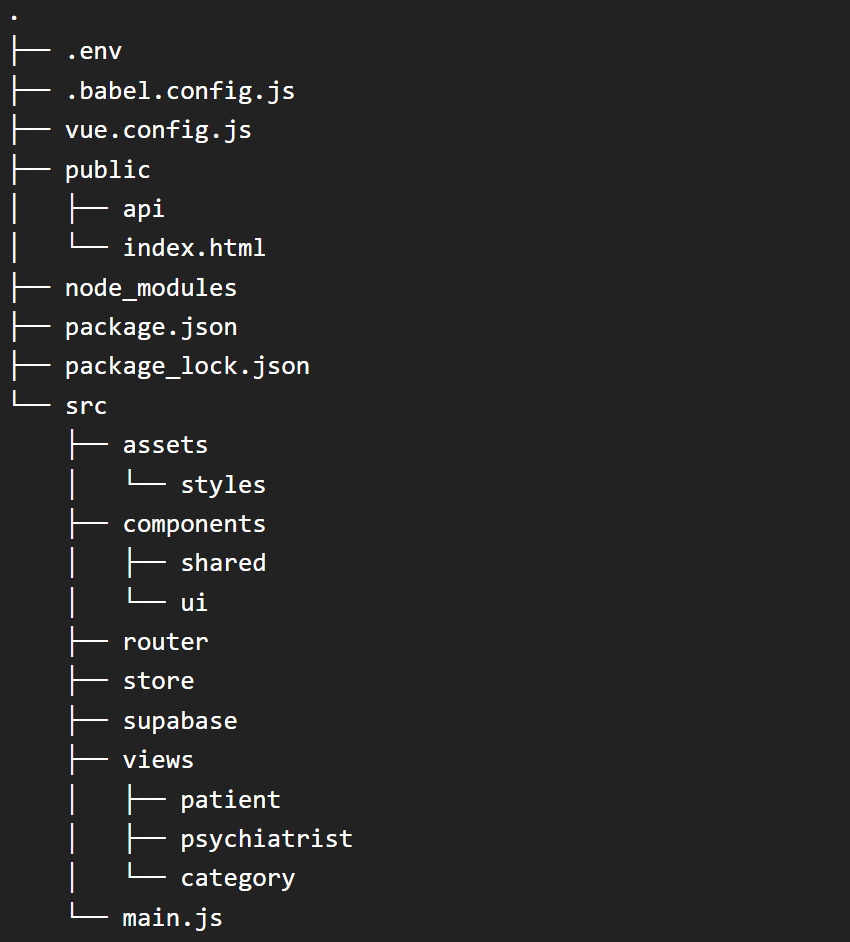 .
├── .env
├── .babel.config.js
├── vue.config.js
├── public
│   ├── api
│   └── index.html
├── node_modules
├── package.json
├── package_lock.json
└── src
    ├── assets
    │   └── styles
    ├── components
    │   ├── shared
    │   └── ui
    ├── router
    ├── store
    ├── supabase
    ├── views
    │   ├── patient
    │   ├── psychiatrist
    │   └── category
    └── main.js